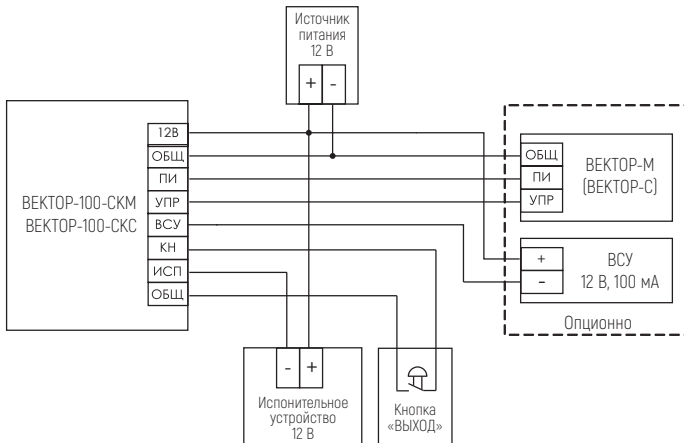 Источник
питания
12 В
+ -
ВЕКТОР-100-СКМ
ВЕКТОР-100-СКС
12В
ОБЩ
ПИ
УПР
ВСУ
КН
ИСП
ОБЩ
ОБЩ
ПИ
УПР
ВЕКТОР-М
(ВЕКТОР-С)
+
-
ВСУ
12 В, 100 мА
Опционно
- +
Испонительное
устройство
12 В
Кнопка
«ВЫХОД»